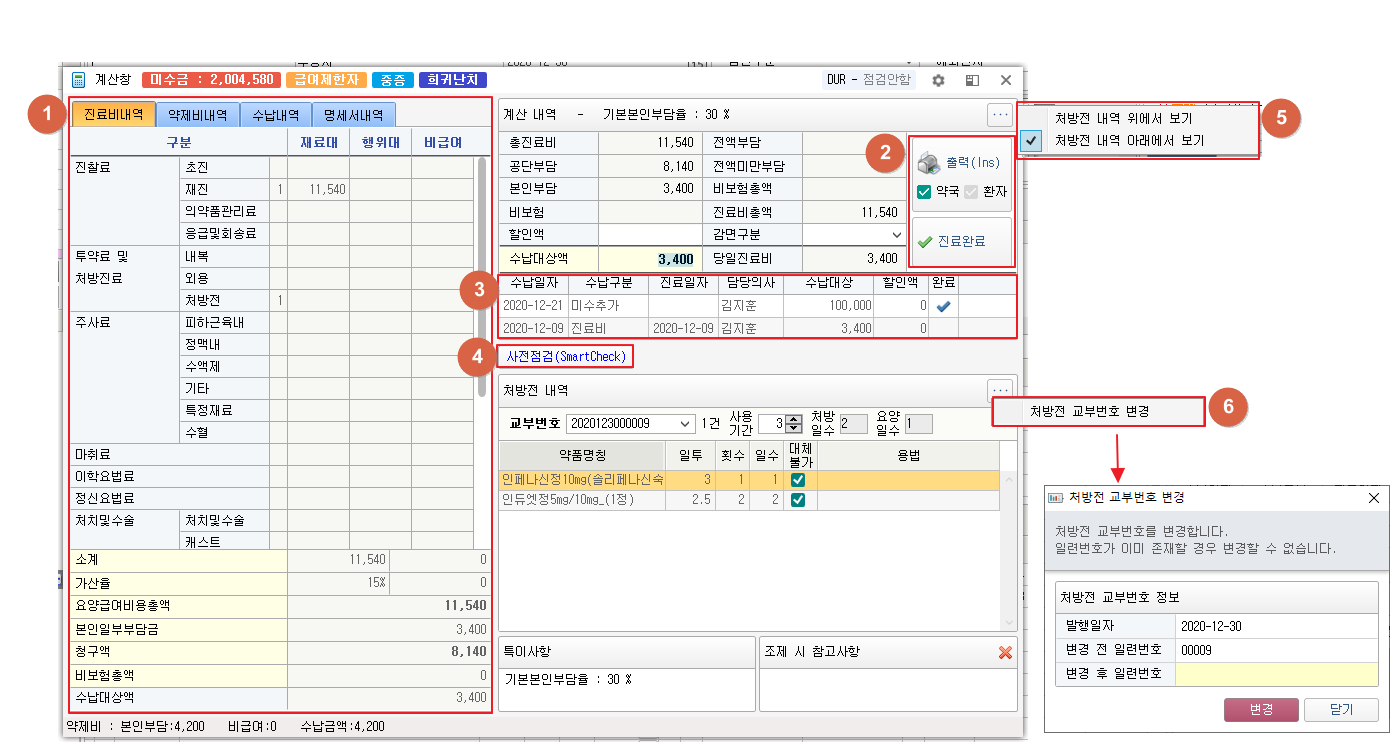 계산창 미수금 : 2,004,580 급여제한자 중증 희귀난치 DUR - 점검안함
1
진료비내역 약제비내역 수납내역 명세서내역
구분 재료대 행위대 비급여
진찰료 초진
재진 1 11,540
의약품관리료
응급및회송료
투약료 및 내복
처방진료 외용
처방전 1
주사료 피하근육내
정맥내
수액제
기타
특정재료
수혈
마취료
이학요법료
정신요법료
처치및수술 처치및수술
캐스트
소계 11,540 0
가산율 15% 0
요양급여비용총액 11,540
본인일부부담금 3,400
청구액 8,140
비보험총액 0
수납대상액 3,400
약제비 : 본인부담:4,200 비급여:0 수납금액:4,200
계산 내역 - 기본본인부담율 : 30 % ...
총진료비 11,540 전액부담
공단부담 8,140 전액미만부담
본인부담 3,400 비보험총액
비보험 진료비총액 11,540
할인액 감면구분
수납대상액 3,400 당일진료비 3,400
2
출력(Ins)
약국 환자
진료완료
3
수납일자 수납구분 진료일자 담당의사 수납대상 할인액 완료
2020-12-21 미수추가 김지훈 100,000 0
2020-12-09 진료비 2020-12-09 김지훈 3,400 0
4
사전점검(SmartCheck)
처방전 내역 ...
교부번호 2020123000009 1건 사용기간 3 처방일수 2 요양일수 1
약품명칭 일투 횟수 일수 대체불가 용법
인페나신정10mg(솔리페나신숙 3 1 1
인듀엣정5mg/10mg_(1정) 2.5 2 2
특이사항 조제 시 참고사항
기본본인부담율 : 30 %
처방전 내역 위에서 보기
처방전 내역 아래에서 보기
5
처방전 교부번호 변경
6
처방전 교부번호 변경
처방전 교부번호를 변경합니다.
일련번호가 이미 존재할 경우 변경할 수 없습니다.
처방전 교부번호 정보
발행일자 2020-12-30
변경 전 일련번호 00009
변경 후 일련번호
변경 닫기